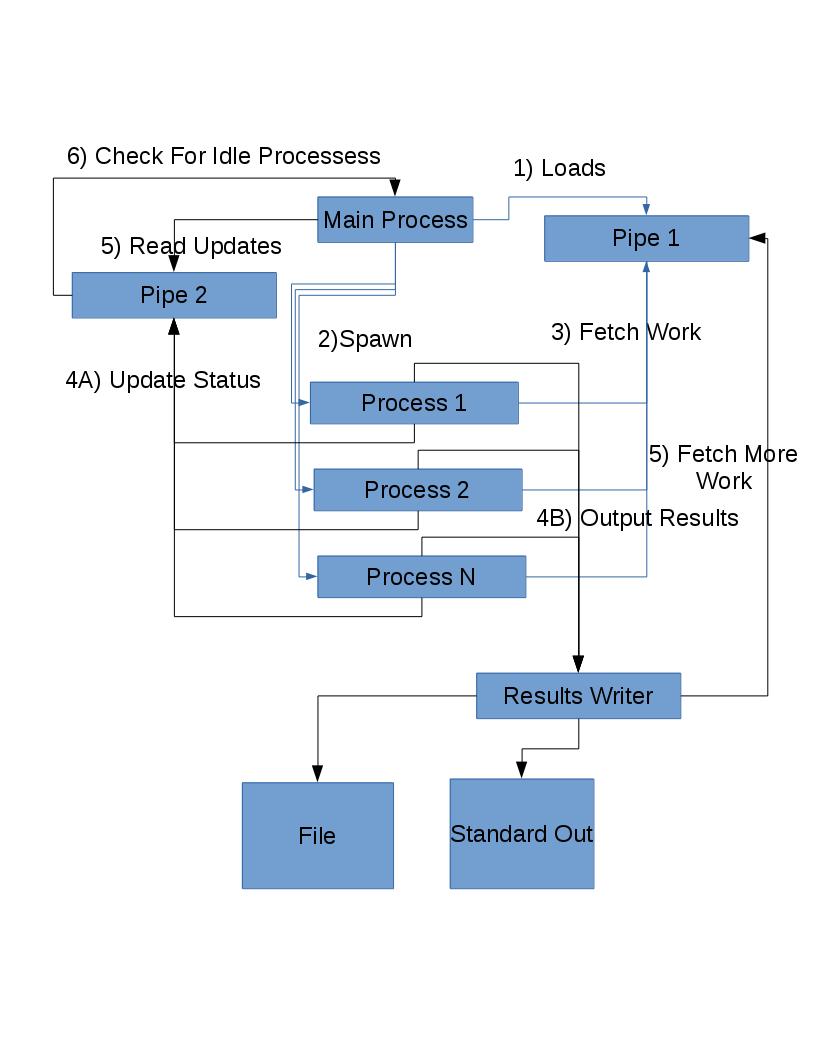 6) Check For Idle Processess
1) Loads
Main Process
Pipe 1
5) Read Updates
Pipe 2
2)Spawn
3) Fetch Work
4A) Update Status
Process 1
5) Fetch More
Work
Process 2
4B) Output Results
Process N
Results Writer
File
Standard Out